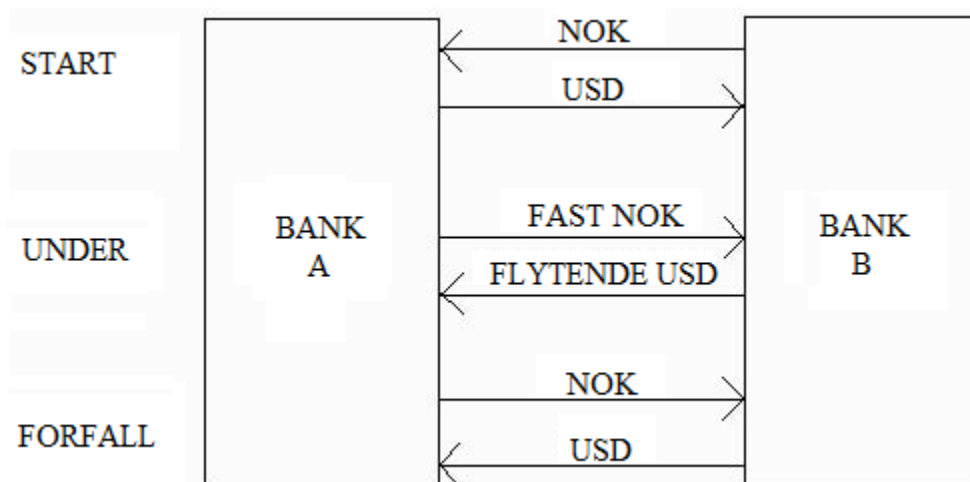 START
NOK
USD
UNDER
BANK
A
FAST NOK
FLYTENDE USD
BANK
B
FORFALL
NOK
USD